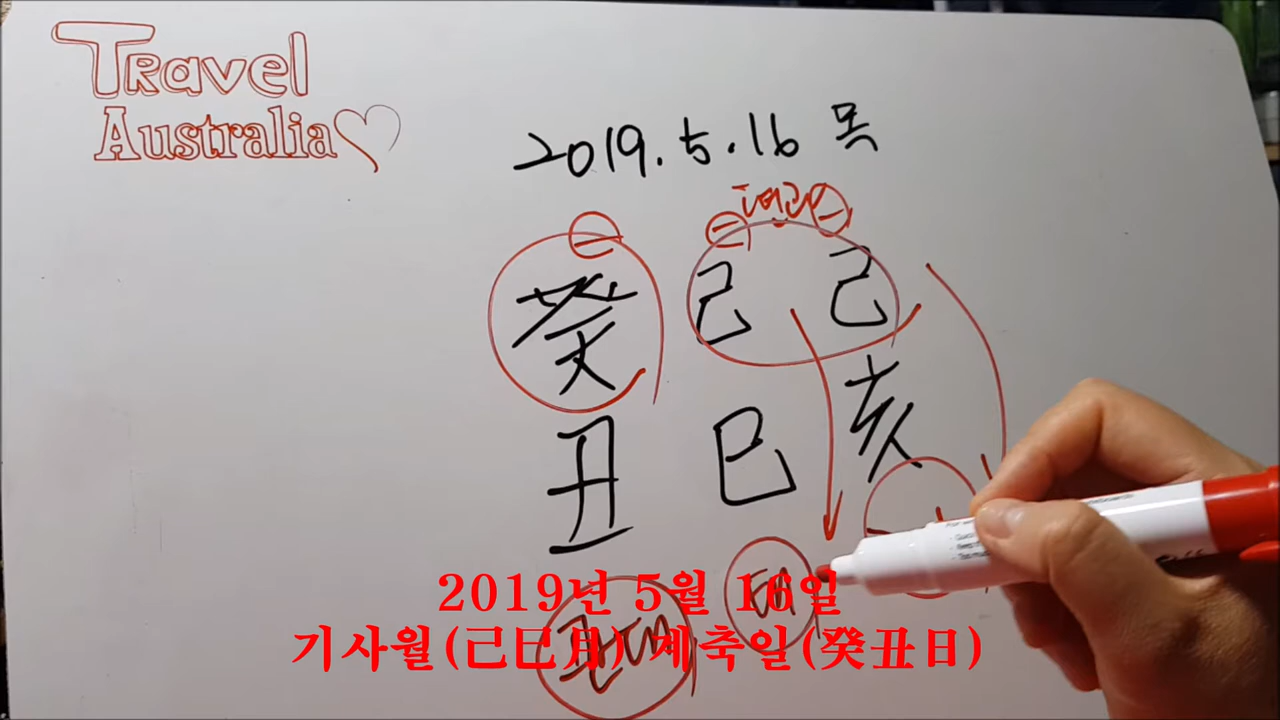 Travel
Australia
2019.5.16 목
癸 己 己
丑 巳 亥
2019년 5월 16일
기사월(己巳月) 계축일(癸丑日)